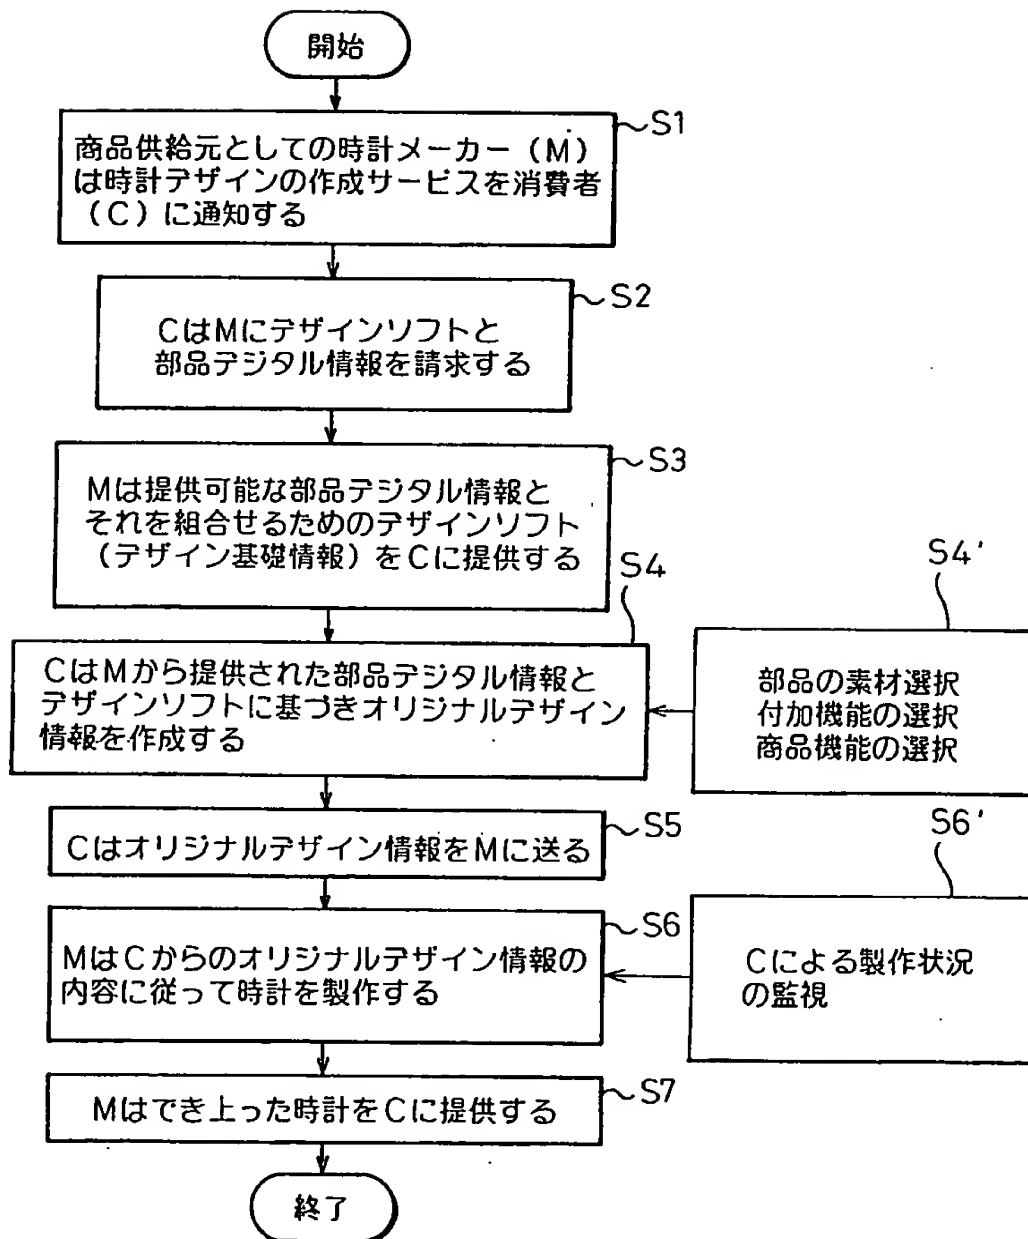 開始
S1
商品供給元としての時計メーカー(M)
は時計デザインの作成サービスを消費者
(C)に通知する
S2
CはMにデザインソフトと
部品デジタル情報を請求する
S3
Mは提供可能な部品デジタル情報と
それを組合せるためのデザインソフト
(デザイン基礎情報)をCに提供する
S4
CはMから提供された部品デジタル情報と
デザインソフトに基づきオリジナルデザイン
情報を作成する
S4'
部品の素材選択
付加機能の選択
商品機能の選択
S5
Cはオリジナルデザイン情報をMに送る
S6
MはCからのオリジナルデザイン情報の
内容に従って時計を製作する
S6'
Cによる製作状況
の監視
S7
Mはでき上った時計をCに提供する
終了